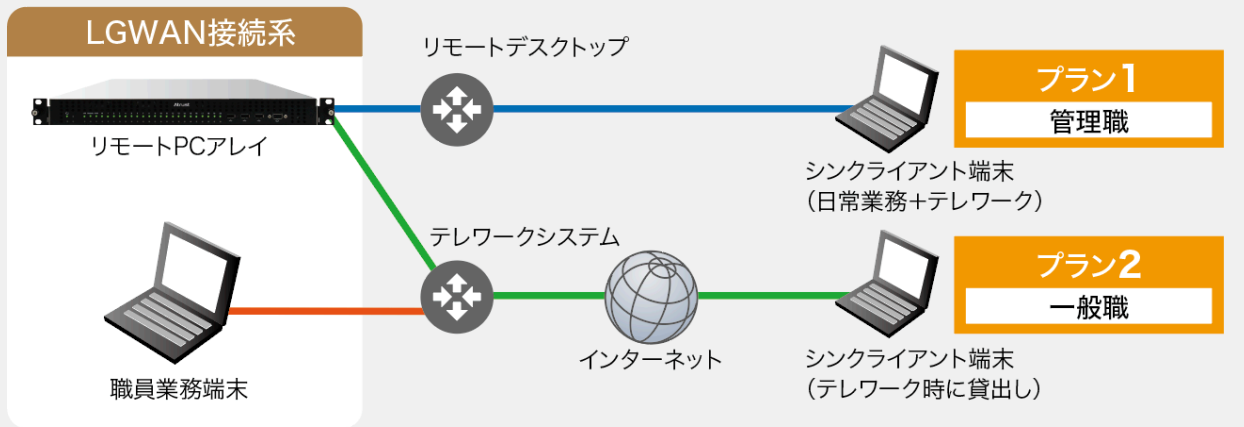 LGWAN接続系
リモートPCアレイ
職員業務端末
リモートデスクトップ
テレワークシステム
インターネット
シンクライアント端末
（日常業務＋テレワーク）
プラン1
管理職
シンクライアント端末
（テレワーク時に貸出し）
プラン2
一般職